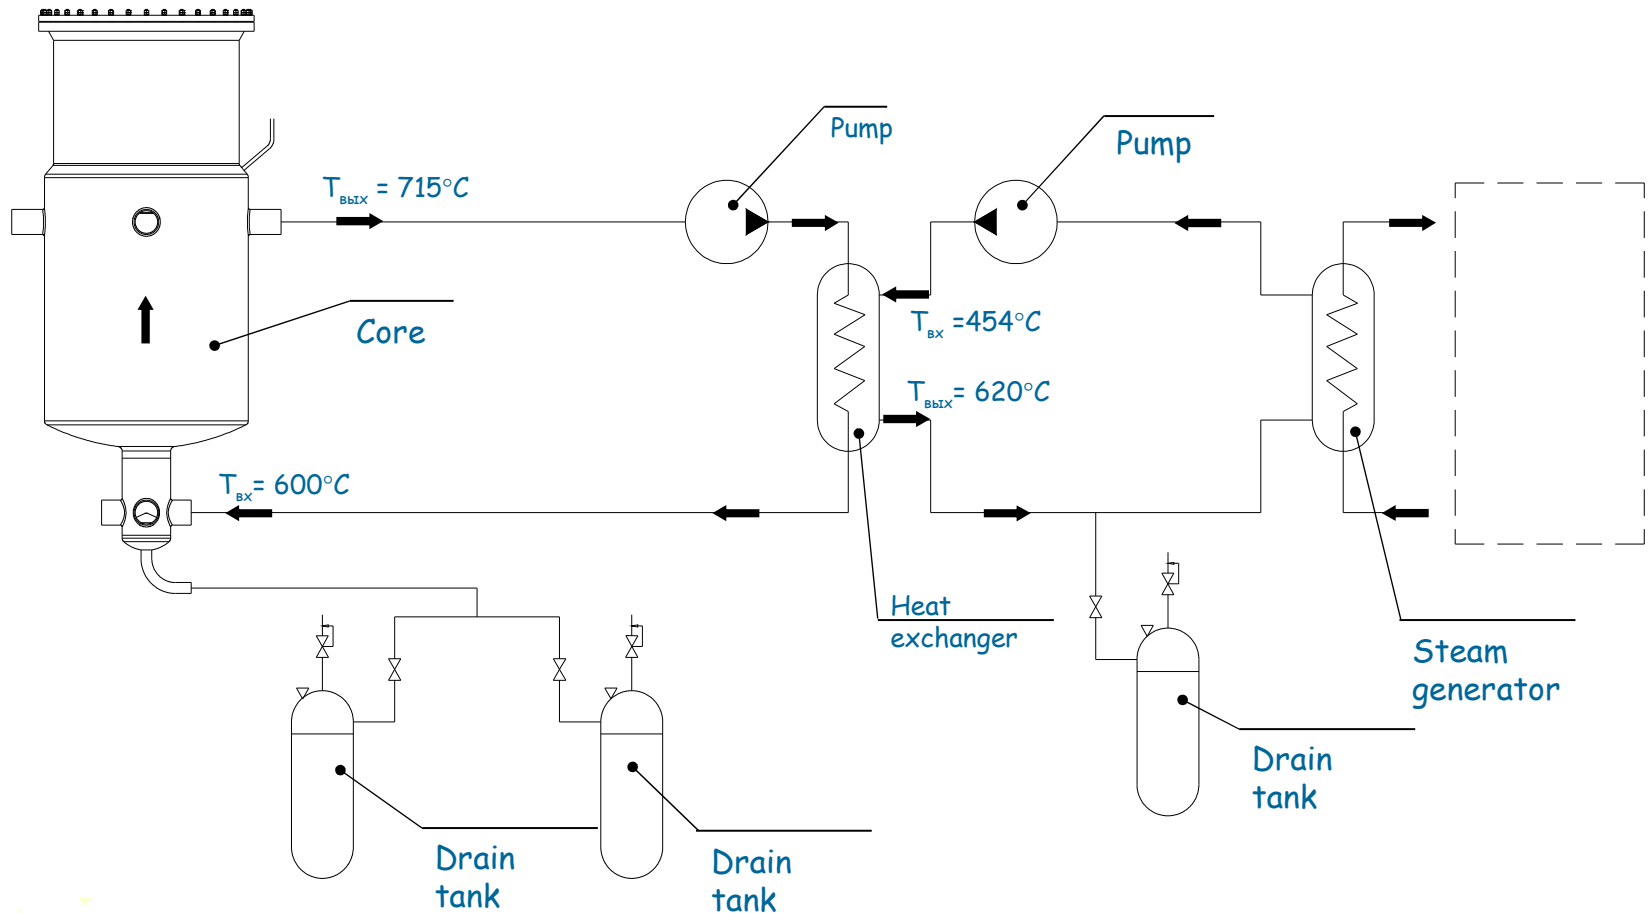 Pump
Pump
Tвых = 715°C
Tвх =454°C
Core
Tвых= 620°C
Tвх= 600°C
Heat
exchanger
Steam
generator
Drain
tank
Drain
tank
Drain
tank